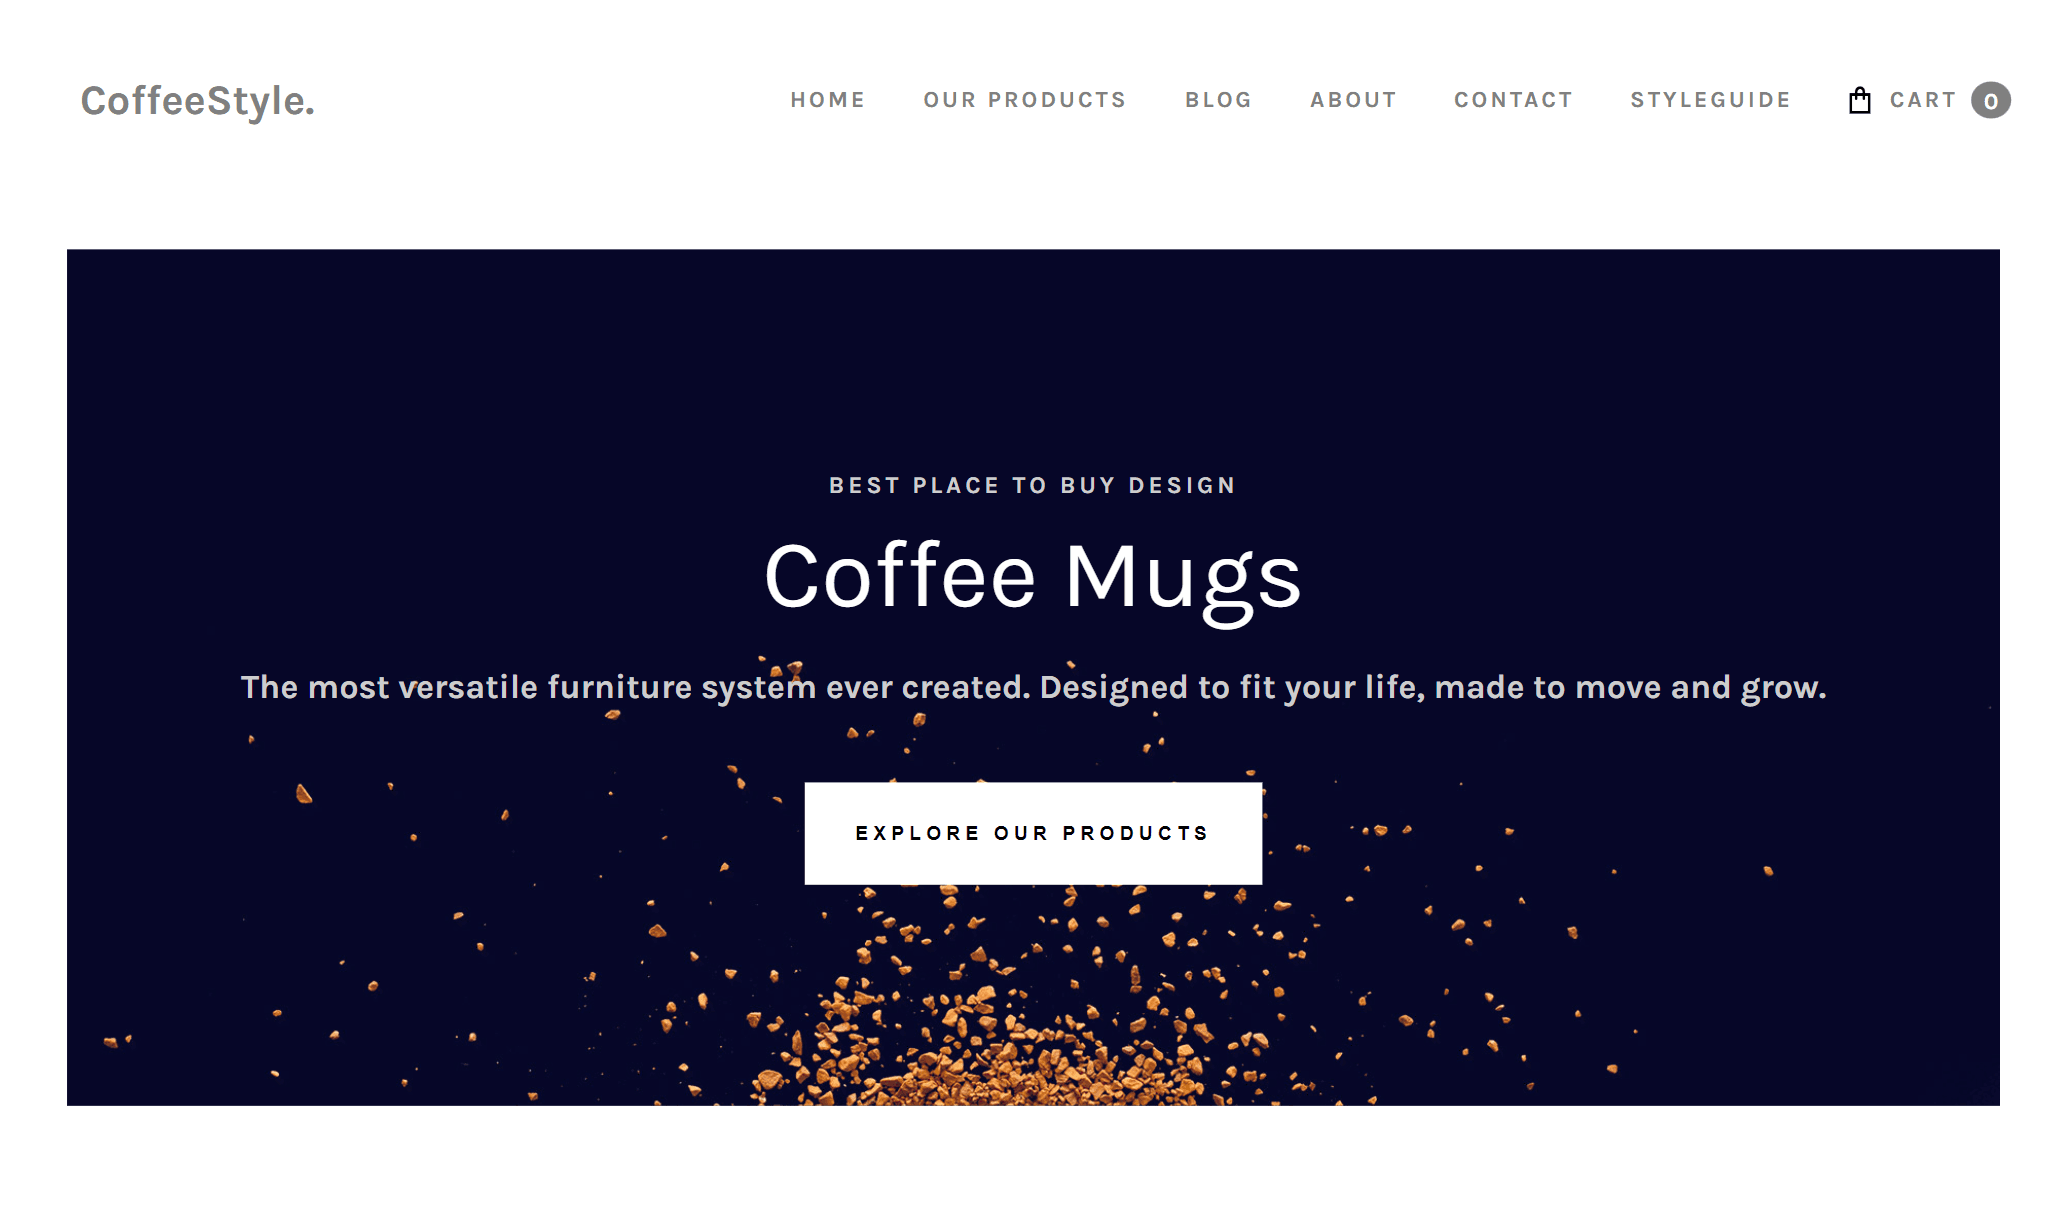 CoffeeStyle.
HOME OUR PRODUCTS BLOG ABOUT CONTACT STYLEGUIDE CART 0
BEST PLACE TO BUY DESIGN
Coffee Mugs
The most versatile furniture system ever created. Designed to fit your life, made to move and grow.
EXPLORE OUR PRODUCTS